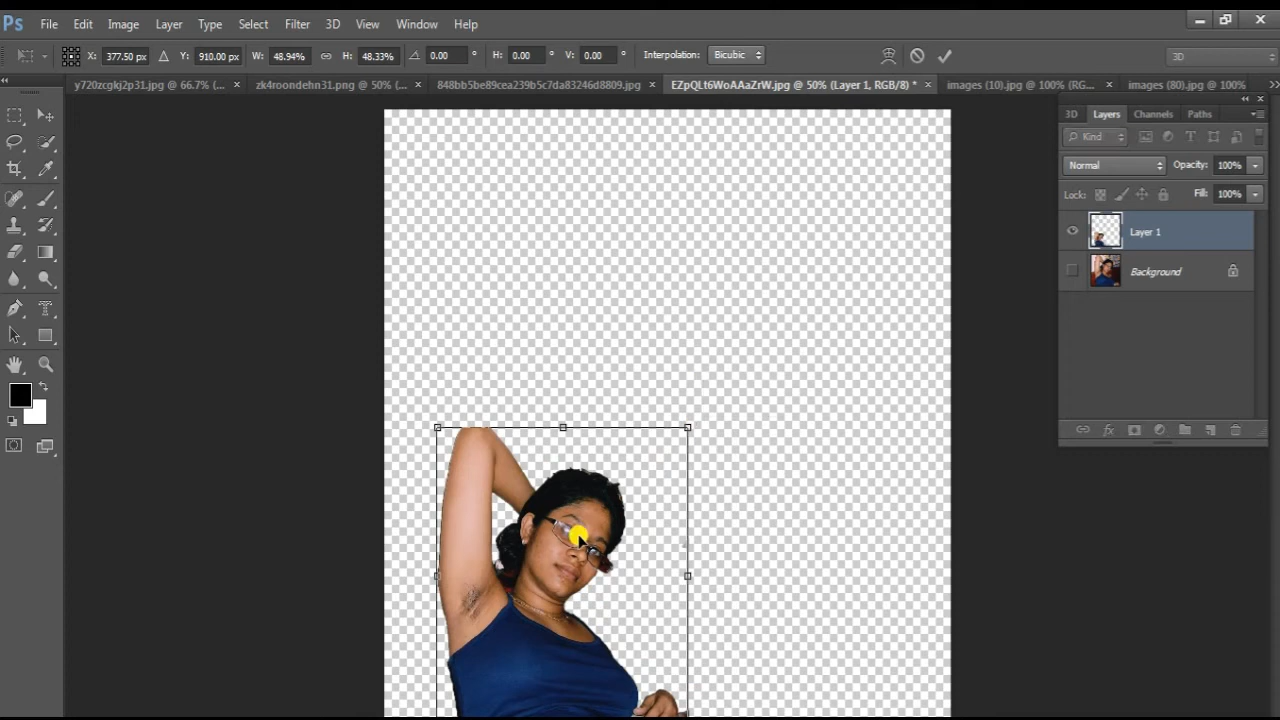 Ps File Edit Image Layer Type Select Filter 3D View Window Help
X: 377.50 px Y: 910.00 px W: 48.94% H: 48.33% 0.00 ° H: 0.00 ° V: 0.00 ° Interpolation: Bicubic 3D
y720zcgkj2p31.jpg @ 66.7% (... × zk4roondehn31.png @ 50% (... × 848bb5be89cea239b5c7da83246d8809.jpg × EZpQLt6WoAAaZrW.jpg @ 50% (Layer 1, RGB/8) * × images (10).jpg @ 100% (RG... × images (80).jpg @ 100%
3D Layers Channels Paths
Kind
Normal Opacity: 100%
Lock: Fill: 100%
Layer 1
Background